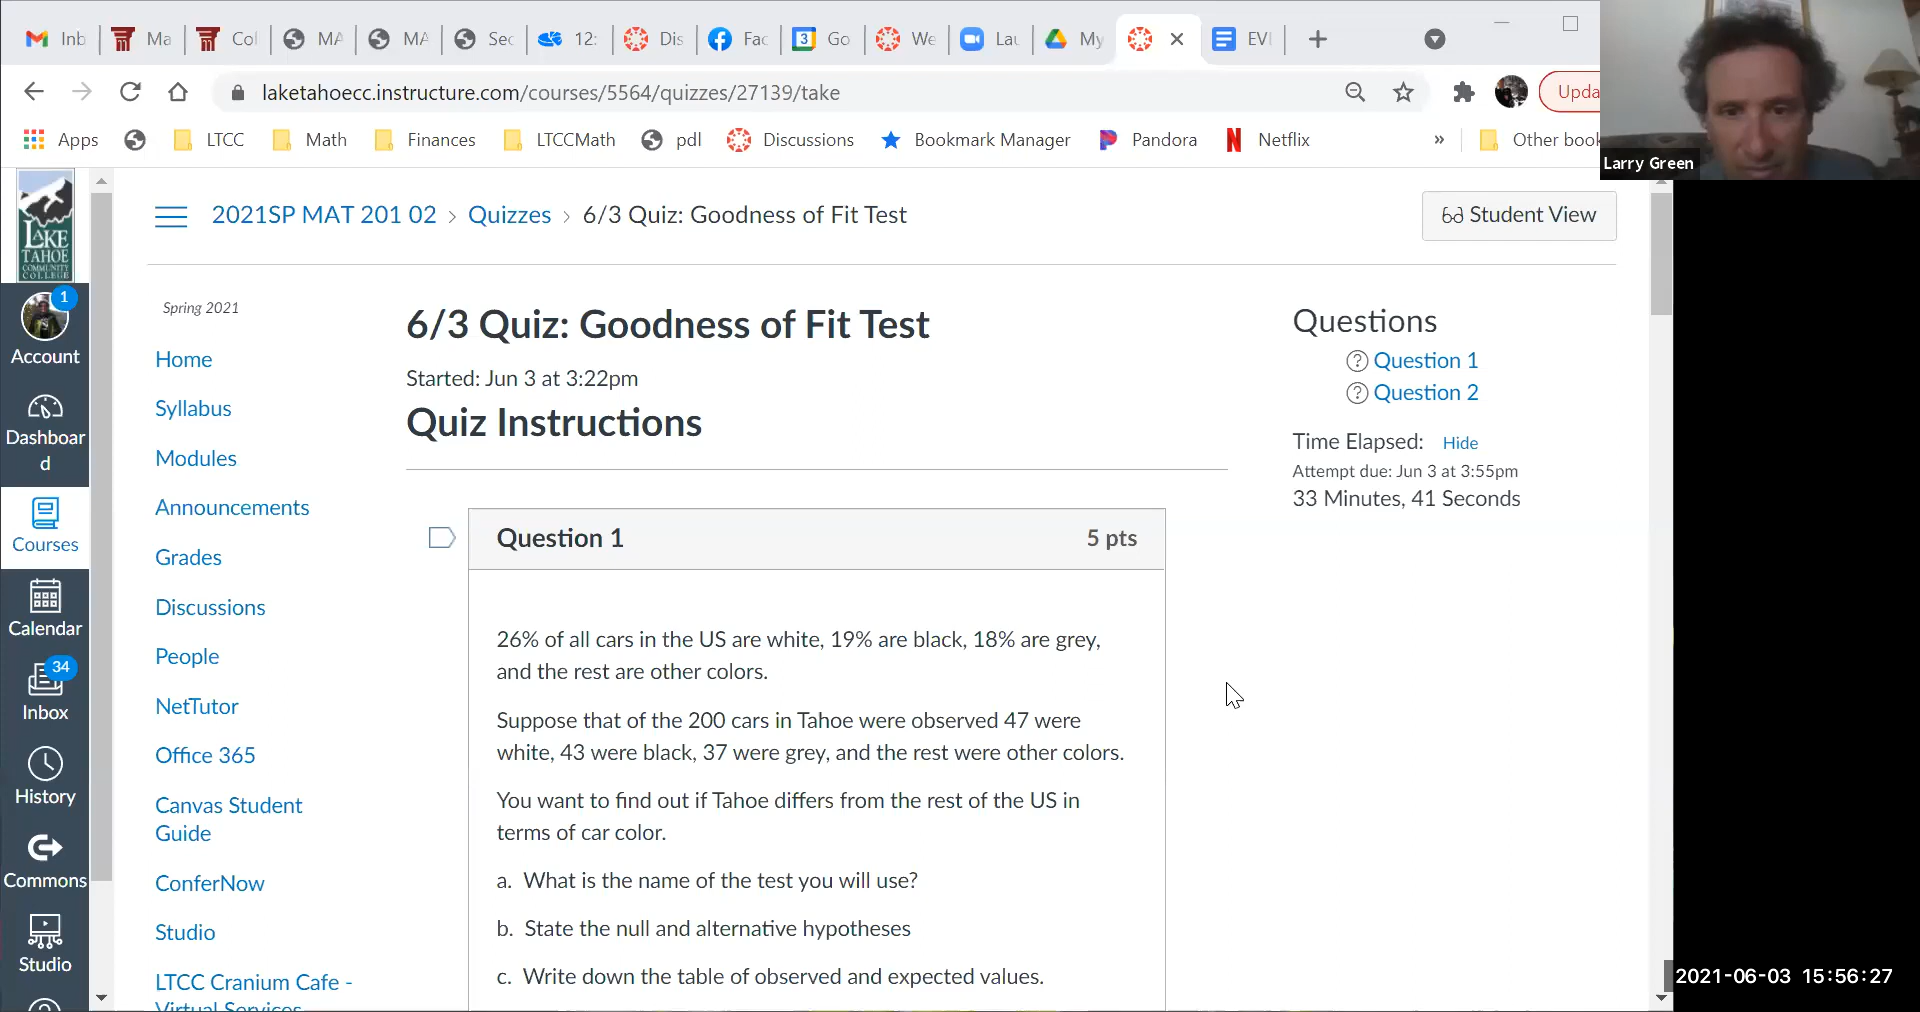 Inb
Ma
Col
MA
MA
Sec
12:
Dis
Fac
Go
We
Lau
My
EVI
laketahoecc.instructure.com/courses/5564/quizzes/27139/take
Upda
Apps
LTCC
Math
Finances
LTCCMath
pdl
Discussions
Bookmark Manager
Pandora
Netflix
»
Other book
Larry Green
LAKE
TAHOE
COMMUNITY
COLLEGE
1
Account
Dashboar
d
Courses
Calendar
34
Inbox
History
Commons
Studio
2021SP MAT 201 02 › Quizzes › 6/3 Quiz: Goodness of Fit Test
Student View
Spring 2021
Home
Syllabus
Modules
Announcements
Grades
Discussions
People
NetTutor
Office 365
Canvas Student
Guide
ConferNow
Studio
LTCC Cranium Cafe -
Virtual Services
6/3 Quiz: Goodness of Fit Test
Started: Jun 3 at 3:22pm
Quiz Instructions
Question 1 5 pts
26% of all cars in the US are white, 19% are black, 18% are grey,
and the rest are other colors.
Suppose that of the 200 cars in Tahoe were observed 47 were
white, 43 were black, 37 were grey, and the rest were other colors.
You want to find out if Tahoe differs from the rest of the US in
terms of car color.
a. What is the name of the test you will use?
b. State the null and alternative hypotheses
c. Write down the table of observed and expected values.
Questions
Question 1
Question 2
Time Elapsed: Hide
Attempt due: Jun 3 at 3:55pm
33 Minutes, 41 Seconds
2021-06-03 15:56:27